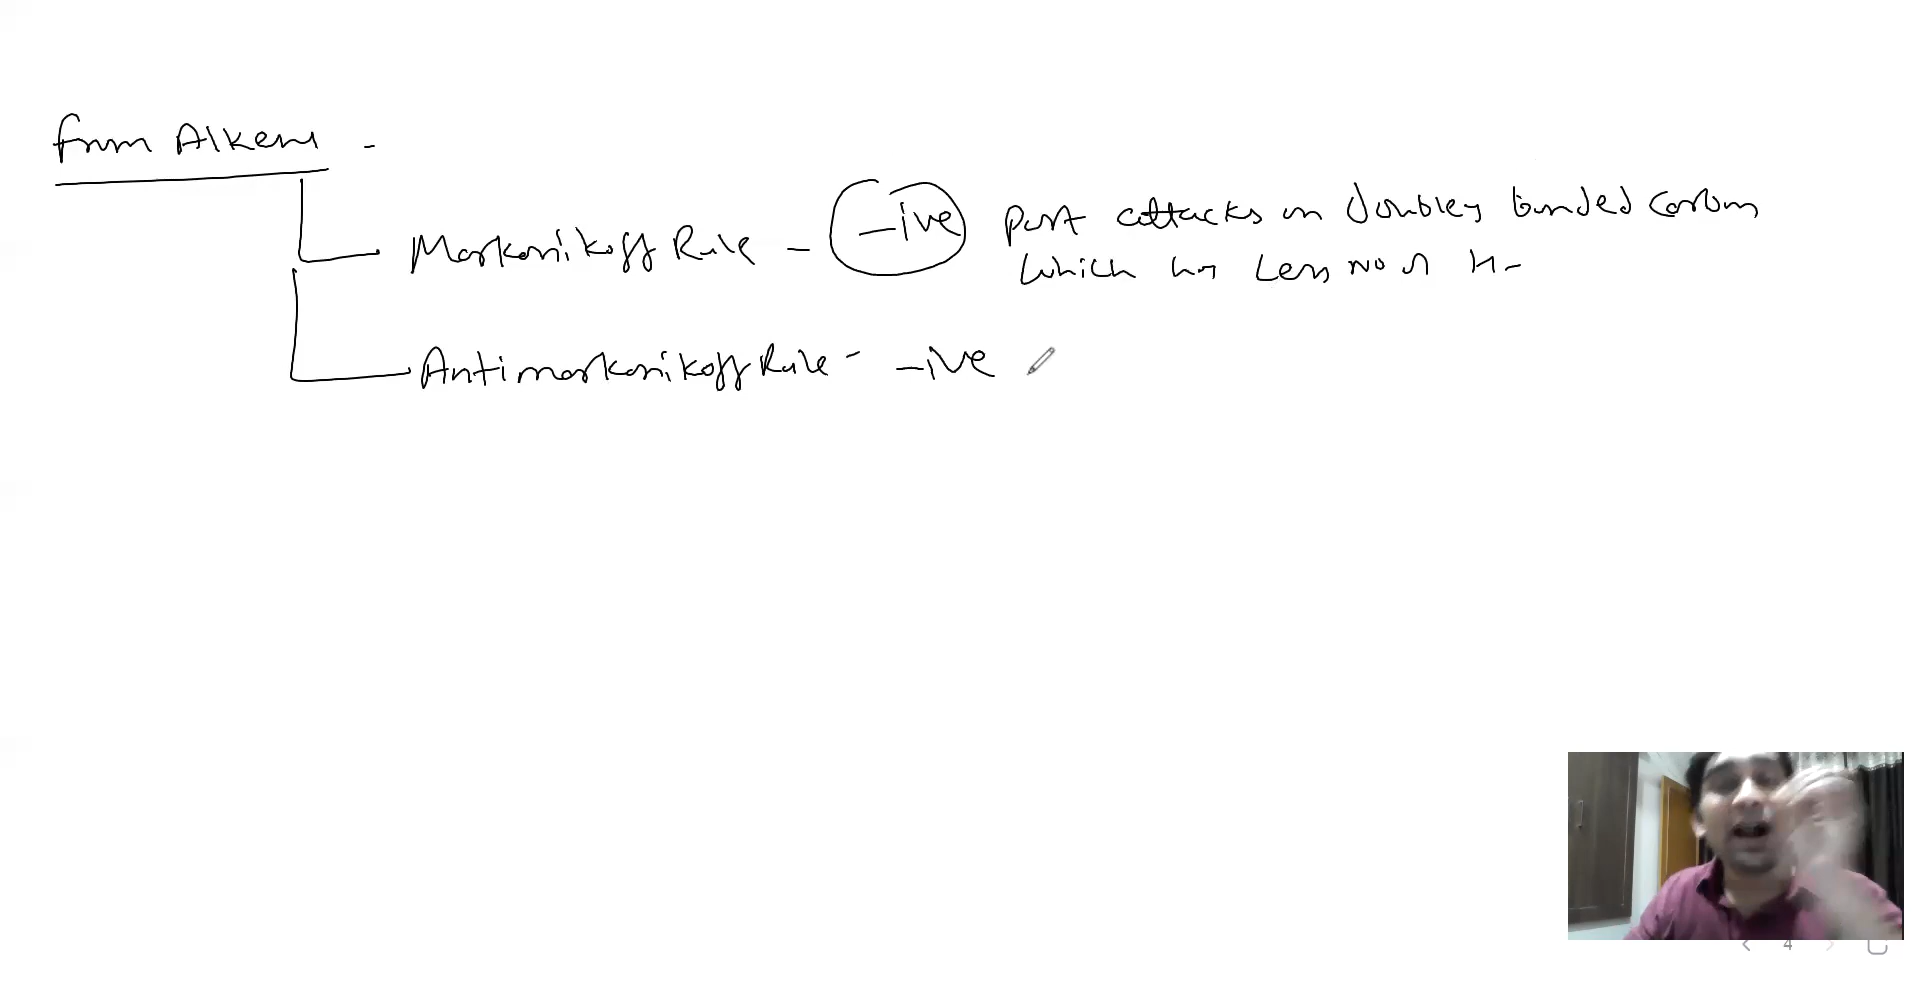 from Alkene -
Markonikoff Rule - -ive part attacks on doubley bonded carbon
which has Less No of H-
Antimarkonikoff Rule - -ive
4